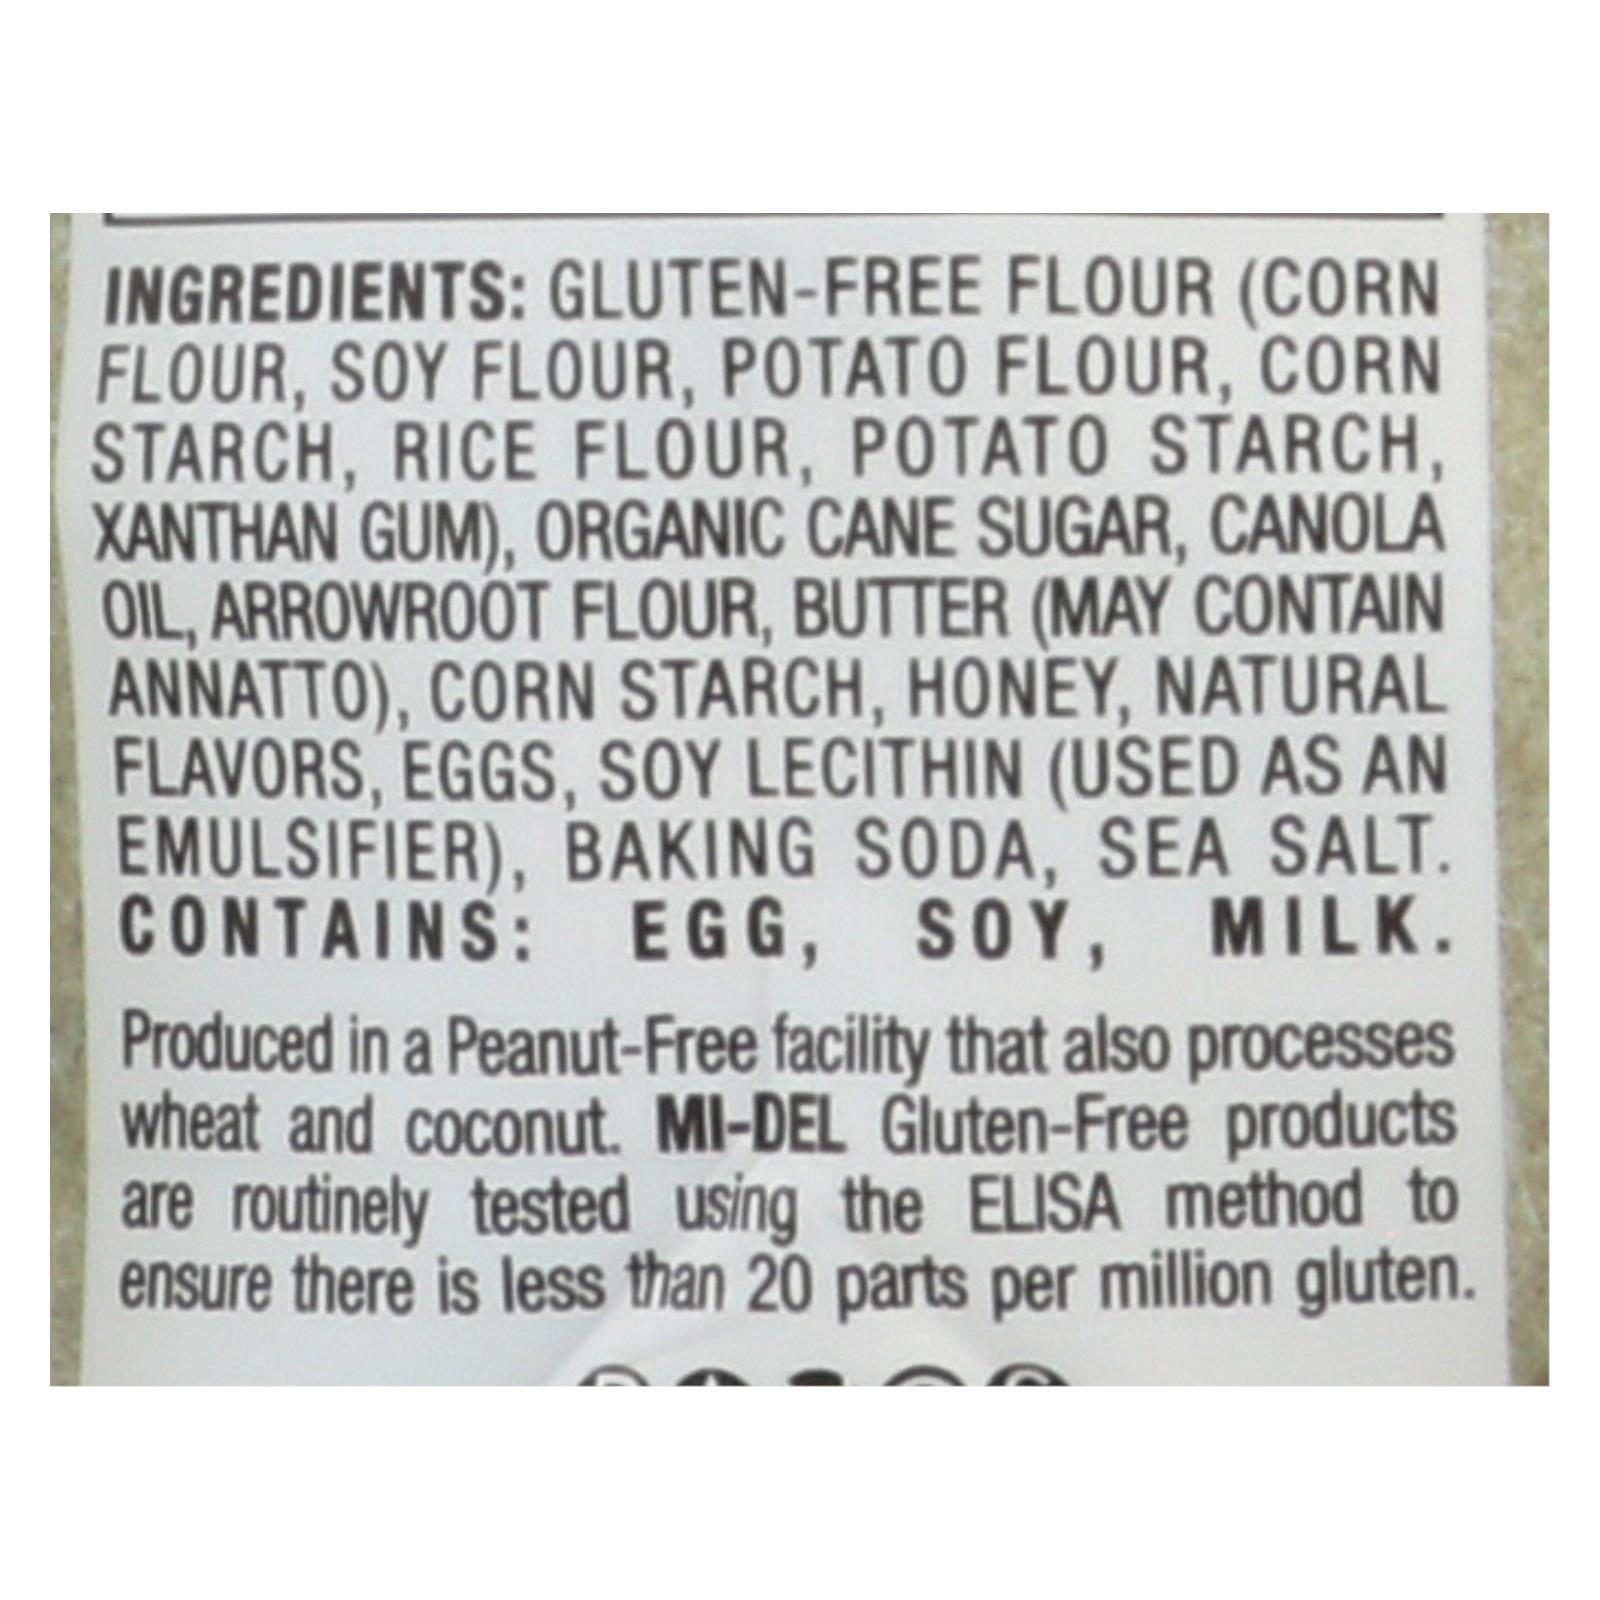 INGREDIENTS: GLUTEN-FREE FLOUR (CORN
FLOUR, SOY FLOUR, POTATO FLOUR, CORN
STARCH, RICE FLOUR, POTATO STARCH,
XANTHAN GUM), ORGANIC CANE SUGAR, CANOLA
OIL, ARROWROOT FLOUR, BUTTER (MAY CONTAIN
ANNATTO), CORN STARCH, HONEY, NATURAL
FLAVORS, EGGS, SOY LECITHIN (USED AS AN
EMULSIFIER), BAKING SODA, SEA SALT.
CONTAINS: EGG, SOY, MILK.
Produced in a Peanut-Free facility that also processes
wheat and coconut. MI-DEL Gluten-Free products
are routinely tested using the ELISA method to
ensure there is less than 20 parts per million gluten.